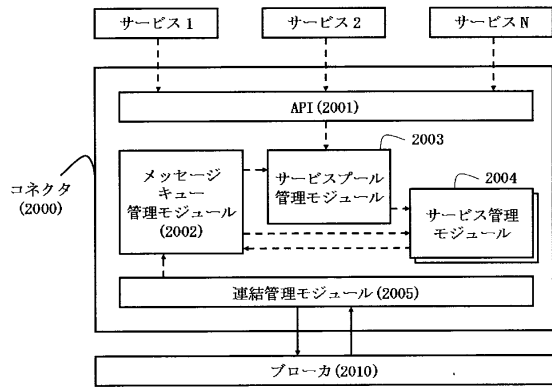 サービス1
サービス2
サービスN
API(2001)
2003
メッセージ
キュー
管理モジュール
(2002)
サービスプール
管理モジュール
2004
サービス管理
モジュール
コネクタ
(2000)
連結管理モジュール(2005)
ブローカ(2010)